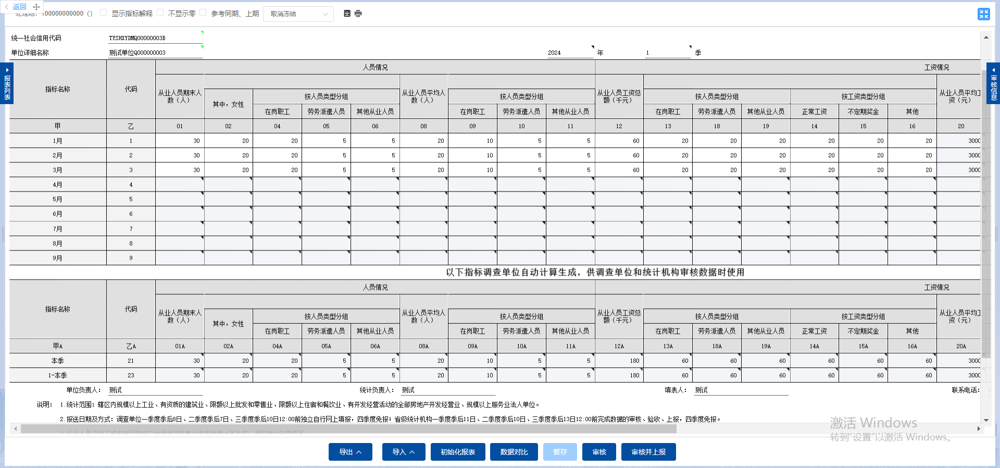 返回
100000000000（）
显示指标解释
不显示零
参考同期、上期
取消冻结
统一社会信用代码 TYSHXYDMQ00000003B
单位详细名称 测试单位Q000000003 2024 年 1 季
报表列表
审核信息
人员情况 工资情况
指标名称 代码 从业人员期末人数（人） 从业人员平均人数（人） 从业人员工资总额（千元） 从业人员平均工资（元）
其中，女性 按人员类型分组 按人员类型分组 按人员类型分组 按工资类型分组
在岗职工 劳务派遣人员 其他从业人员 在岗职工 劳务派遣人员 其他从业人员 在岗职工 劳务派遣人员 其他从业人员 正常工资 不定期奖金 其他
甲 乙 01 02 04 05 06 08 09 10 11 12 13 18 19 14 15 16 20
1月 1 30 20 20 5 5 20 10 5 5 60 20 20 20 20 20 20 3000
2月 2 30 20 20 5 5 20 10 5 5 60 20 20 20 20 20 20 3000
3月 3 30 20 20 5 5 20 10 5 5 60 20 20 20 20 20 20 3000
4月 4
5月 5
6月 6
7月 7
8月 8
9月 9
以下指标调查单位自动计算生成，供调查单位和统计机构审核数据时使用
人员情况 工资情况
指标名称 代码 从业人员期末人数（人） 从业人员平均人数（人） 从业人员工资总额（千元） 从业人员平均工资（元）
其中，女性 按人员类型分组 按人员类型分组 按人员类型分组 按工资类型分组
在岗职工 劳务派遣人员 其他从业人员 在岗职工 劳务派遣人员 其他从业人员 在岗职工 劳务派遣人员 其他从业人员 正常工资 不定期奖金 其他
甲A 乙A 01A 02A 04A 05A 06A 08A 09A 10A 11A 12A 13A 18A 19A 14A 15A 16A 20A
本季 21 30 20 20 5 5 20 10 5 5 180 60 60 60 60 60 60 3000
1-本季 23 30 20 20 5 5 20 10 5 5 180 60 60 60 60 60 60 3000
单位负责人： 测试 统计负责人： 测试 填表人： 测试 联系电话：
说明： 1.统计范围：辖区内规模以上工业、有资质的建筑业、限额以上批发和零售业、限额以上住宿和餐饮业、有开发经营活动的全部房地产开发经营业、规模以上服务业法人单位。
2.报送日期及方式：调查单位一季度季后8日、二季度季后7日、三季度季后10日12:00前独立自行网上填报，四季度免报；省级统计机构一季度季后11日、二季度季后10日、三季度季后13日12:00前完成数据的审核、验收、上报，四季度免报。
激活 Windows
转到"设置"以激活 Windows。
导出 导入 初始化报表 数据对比 暂存 审核 审核并上报